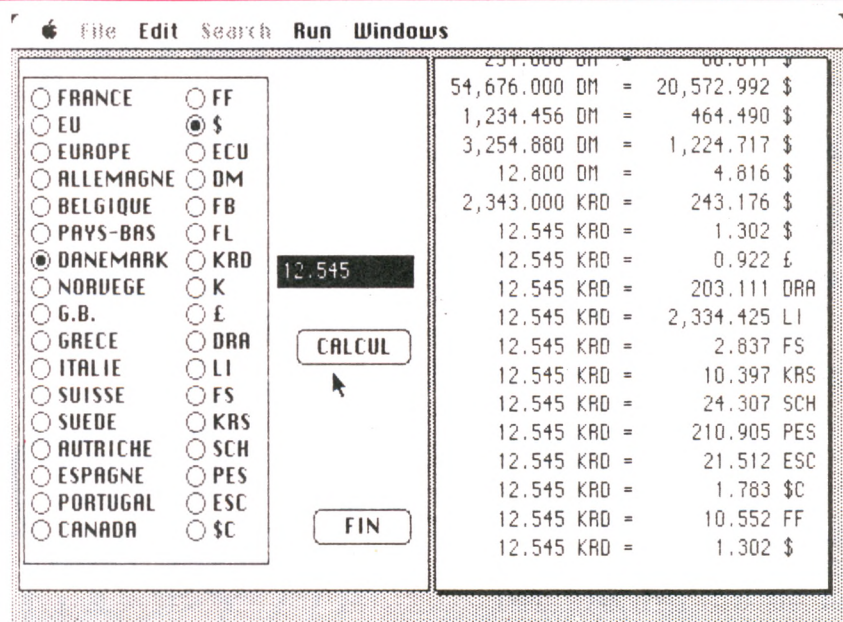 File Edit Search Run Windows
FRANCE FF
EU $
EUROPE ECU
ALLEMAGNE DM
BELGIQUE FB
PAYS-BAS FL
DANEMARK KRD
NORVEGE K
G.B. £
GRECE DRA
ITALIE LI
SUISSE FS
SUEDE KRS
AUTRICHE SCH
ESPAGNE PES
PORTUGAL ESC
CANADA $C
12.545
CALCUL
FIN
54,676.000 DM = 20,572.992 $
1,234.456 DM = 464.490 $
3,254.880 DM = 1,224.717 $
12.800 DM = 4.816 $
2,343.000 KRD = 243.176 $
12.545 KRD = 1.302 $
12.545 KRD = 0.922 £
12.545 KRD = 203.111 DRA
12.545 KRD = 2,334.425 LI
12.545 KRD = 2.837 FS
12.545 KRD = 10.397 KRS
12.545 KRD = 24.307 SCH
12.545 KRD = 210.905 PES
12.545 KRD = 21.512 ESC
12.545 KRD = 1.783 $C
12.545 KRD = 10.552 FF
12.545 KRD = 1.302 $